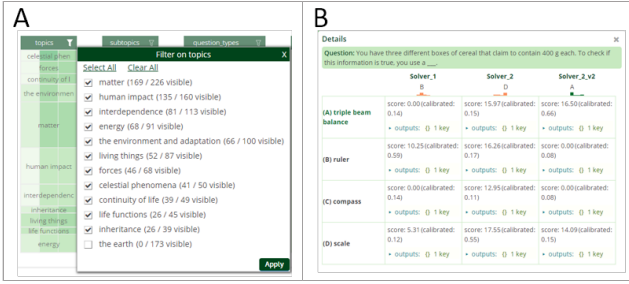 A
topics
subtopics
question_types
celestial phen
forces
continuity of l
the environmen
matter
human impact
interdependenc
inheritance
living things
life functions
energy
Filter on topics X
Select All Clear All
matter (169 / 226 visible)
human impact (135 / 160 visible)
interdependence (81 / 113 visible)
energy (68 / 91 visible)
the environment and adaptation (66 / 100 visible)
living things (52 / 87 visible)
forces (46 / 68 visible)
celestial phenomena (41 / 50 visible)
continuity of life (39 / 49 visible)
life functions (26 / 45 visible)
inheritance (26 / 39 visible)
the earth (0 / 173 visible)
Apply
B
Details
Question: You have three different boxes of cereal that claim to contain 400 g each. To check if
this information is true, you use a ___.
Solver_1 Solver_2 Solver_2_v2
B D A
(A) triple beam
balance
score: 0.00(calibrated:
0.14)
outputs: {} 1 key
score: 15.97(calibrated:
0.15)
outputs: {} 1 key
score: 16.50(calibrated:
0.66)
outputs: {} 1 key
(B) ruler
score: 10.25(calibrated:
0.59)
outputs: {} 1 key
score: 16.26(calibrated:
0.17)
outputs: {} 1 key
score: 0.00(calibrated:
0.08)
outputs: {} 1 key
(C) compass
score: 0.00(calibrated:
0.14)
outputs: {} 1 key
score: 12.95(calibrated:
0.11)
outputs: {} 1 key
score: 0.00(calibrated:
0.08)
outputs: {} 1 key
(D) scale
score: 5.31(calibrated:
0.12)
outputs: {} 1 key
score: 17.55(calibrated:
0.55)
outputs: {} 1 key
score: 14.09(calibrated:
0.15)
outputs: {} 1 key